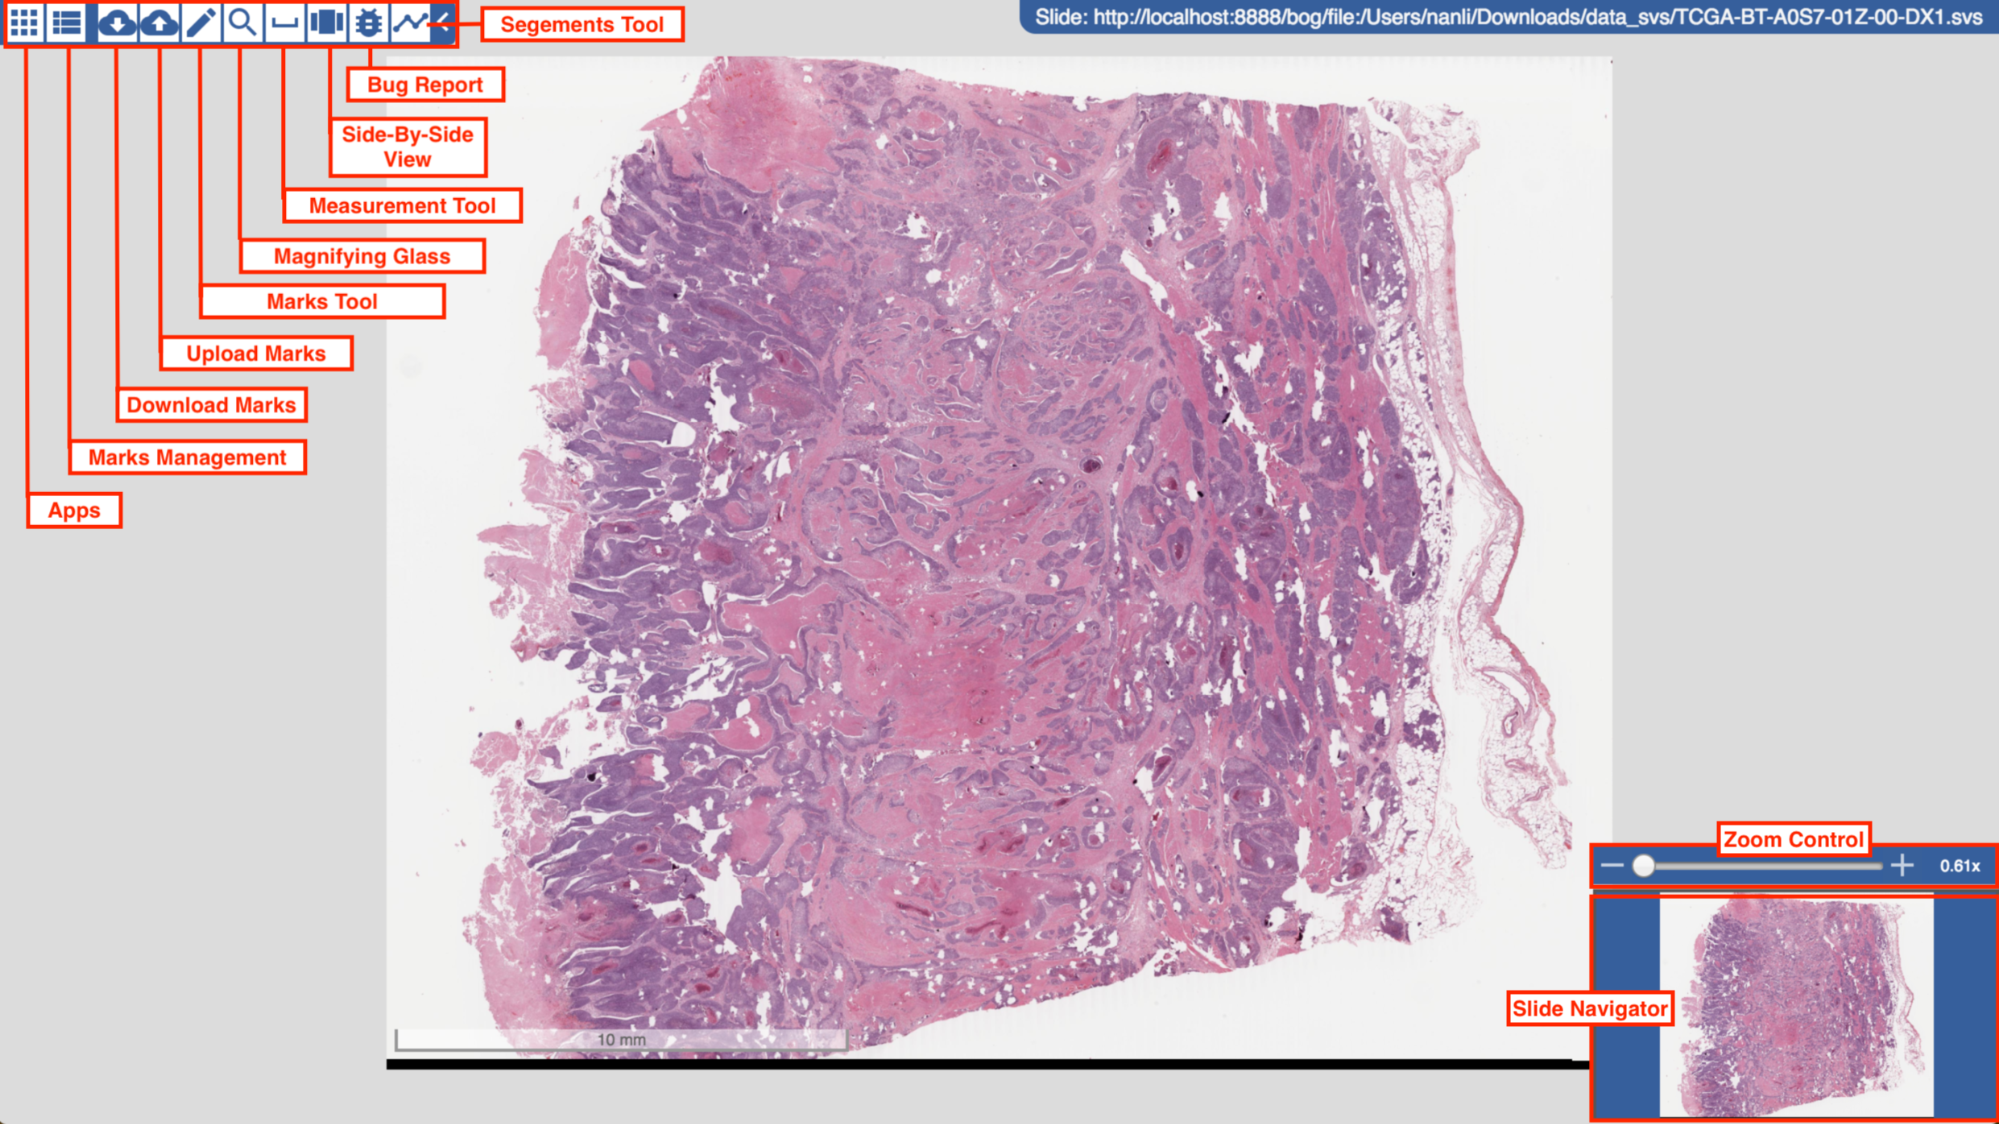 Segements Tool
Slide: http://localhost:8888/bog/file:/Users/nanli/Downloads/data_svs/TCGA-BT-A0S7-01Z-00-DX1.svs
Bug Report
Side-By-Side
View
Measurement Tool
Magnifying Glass
Marks Tool
Upload Marks
Download Marks
Marks Management
Apps
Zoom Control
0.61x
Slide Navigator
10 mm